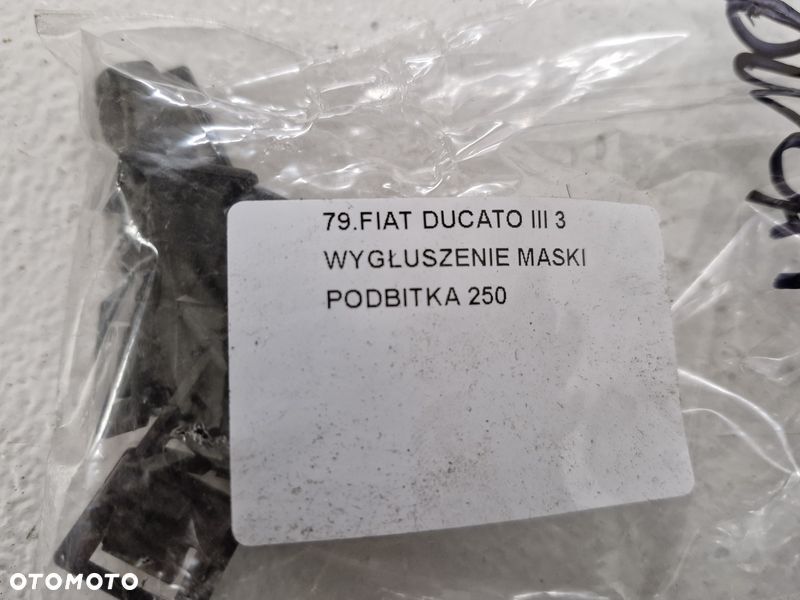 79.FIAT DUCATO III 3
WYGŁUSZENIE MASKI
PODBITKA 250
OTOMOTO